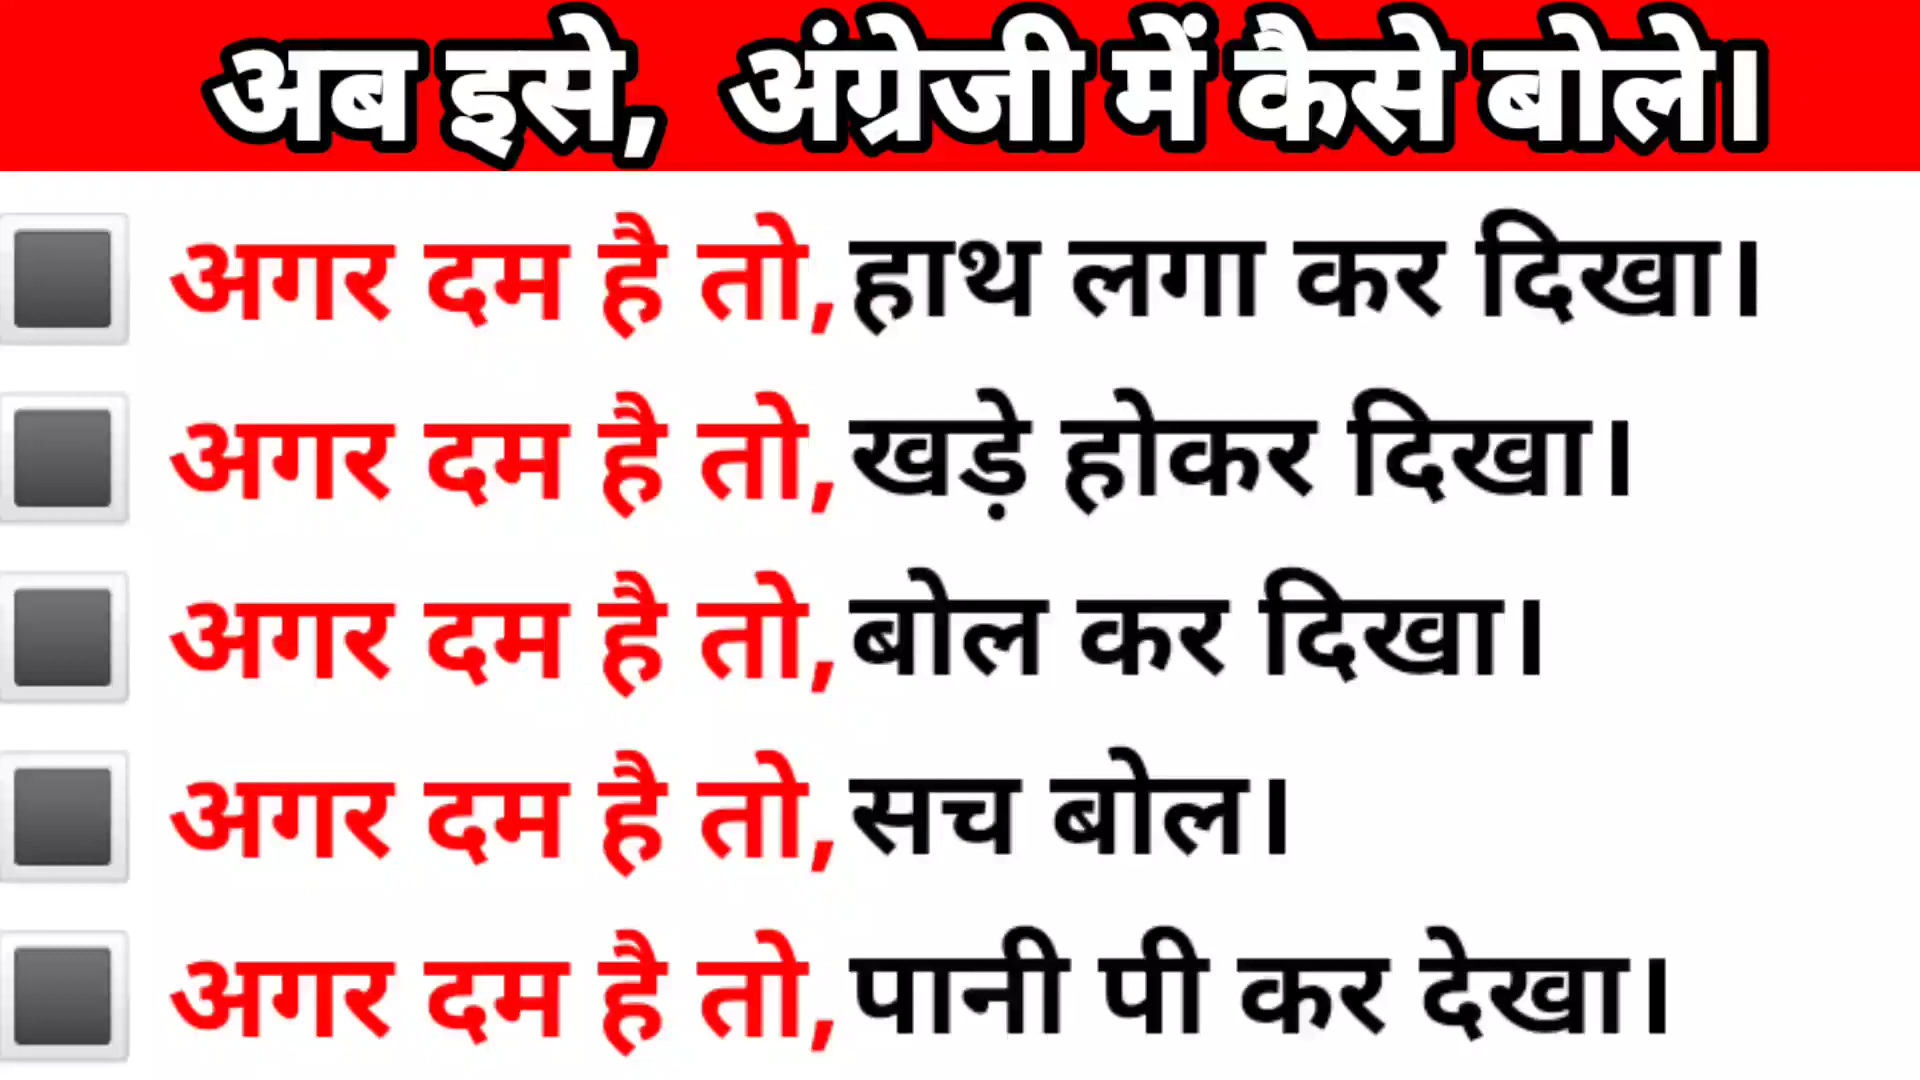 अब इसे, अंग्रेजी में कैसे बोले।
अगर दम है तो, हाथ लगा कर दिखा।
अगर दम है तो, खड़े होकर दिखा।
अगर दम है तो, बोल कर दिखा।
अगर दम है तो, सच बोल।
अगर दम है तो, पानी पी कर देखा।